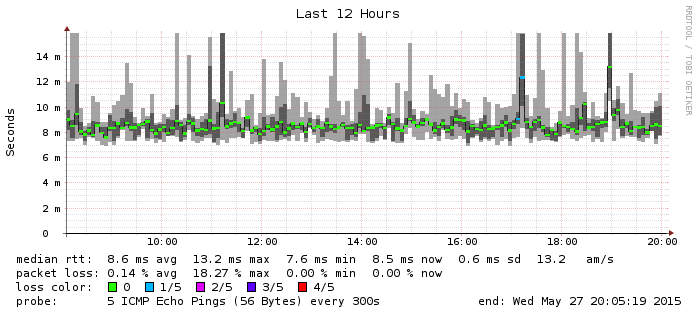 Last 12 Hours
RRDTOOL / TOBI OETIKER
Seconds
14 m
12 m
10 m
8 m
6 m
4 m
2 m
0
10:00 12:00 14:00 16:00 18:00 20:00
median rtt: 8.6 ms avg 13.2 ms max 7.6 ms min 8.5 ms now 0.6 ms sd 13.2 am/s
packet loss: 0.14 % avg 18.27 % max 0.00 % min 0.00 % now
loss color: 0 1/5 2/5 3/5 4/5
probe: 5 ICMP Echo Pings (56 Bytes) every 300s end: Wed May 27 20:05:19 2015